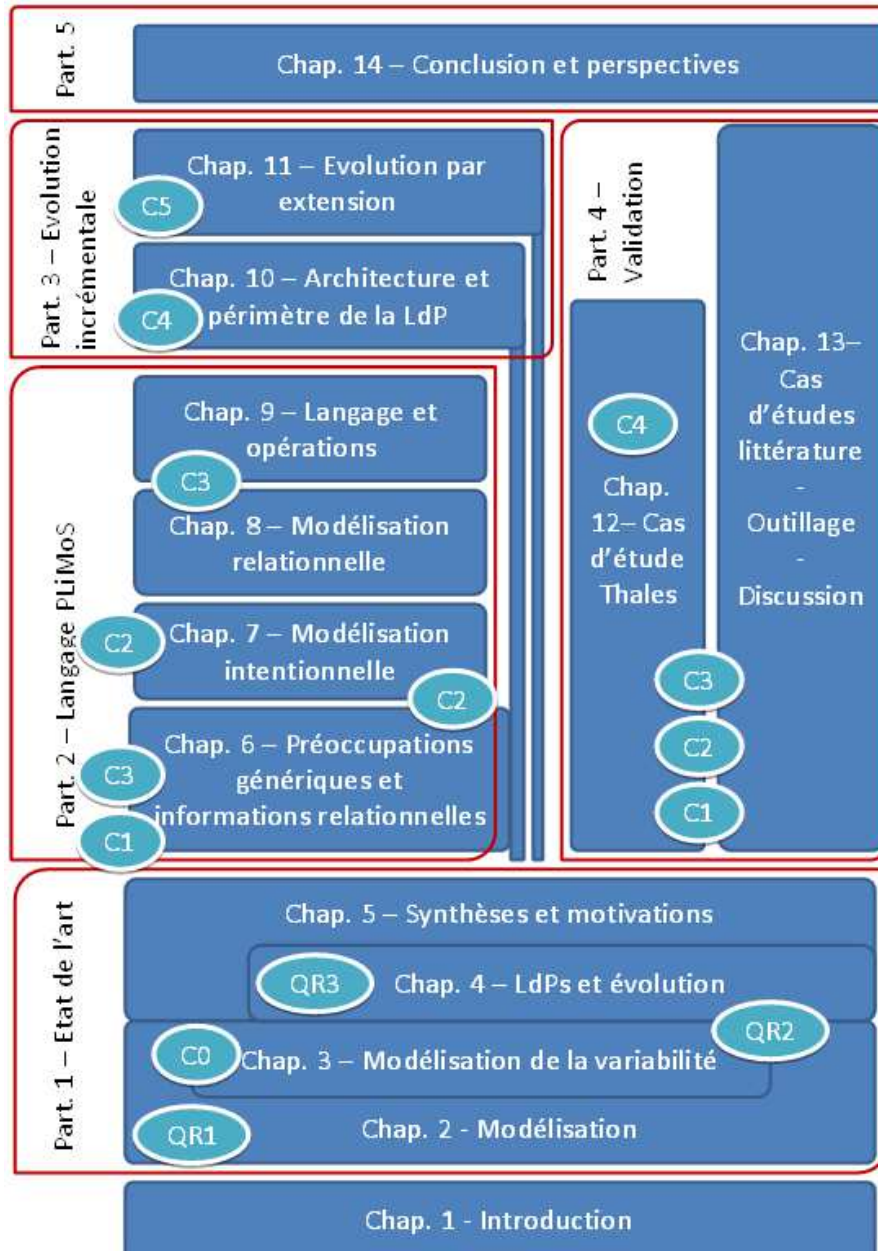 Part. 5
Chap. 14 – Conclusion et perspectives
Part. 3 – Evolution
incrémentale
Chap. 11 – Evolution par
extension
C5
Chap. 10 – Architecture et
périmètre de la LdP
C4
Part. 4 –
Validation
C4
Chap.
12– Cas
d'étude
Thales
Chap. 13–
Cas
d'études
littérature
-
Outillage
-
Discussion
C3
C2
C1
Part. 2 – Langage PLiMoS
Chap. 9 – Langage et
opérations
C3
Chap. 8 – Modélisation
relationnelle
C2
Chap. 7 – Modélisation
intentionnelle
C2
Chap. 6 – Préoccupations
génériques et
informations relationnelles
C3
C1
Part. 1 – Etat de l'art
Chap. 5 – Synthèses et motivations
QR3
Chap. 4 – LdPs et évolution
QR2
C0
Chap. 3 – Modélisation de la variabilité
QR1
Chap. 2 - Modélisation
Chap. 1 - Introduction